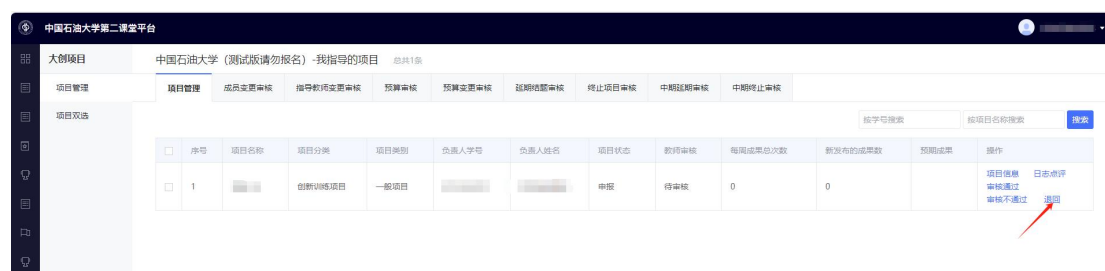 中国石油大学第二课堂平台
大创项目
中国石油大学（测试版请勿报名）-我指导的项目 总共1条
项目管理
项目管理 成员变更审核 指导教师变更审核 预算审核 预算变更审核 延期结题审核 终止项目审核 中期延期审核 中期终止审核
项目双选
按学号搜索 按项目名称搜索 搜索
序号 项目名称 项目分类 项目类别 负责人学号 负责人姓名 项目状态 教师审核 每周成果总次数 新发布的成果数 预期成果 操作
1 创新训练项目 一般项目 申报 待审核 0 0
项目信息 日志点评
审核通过
审核不通过 退回